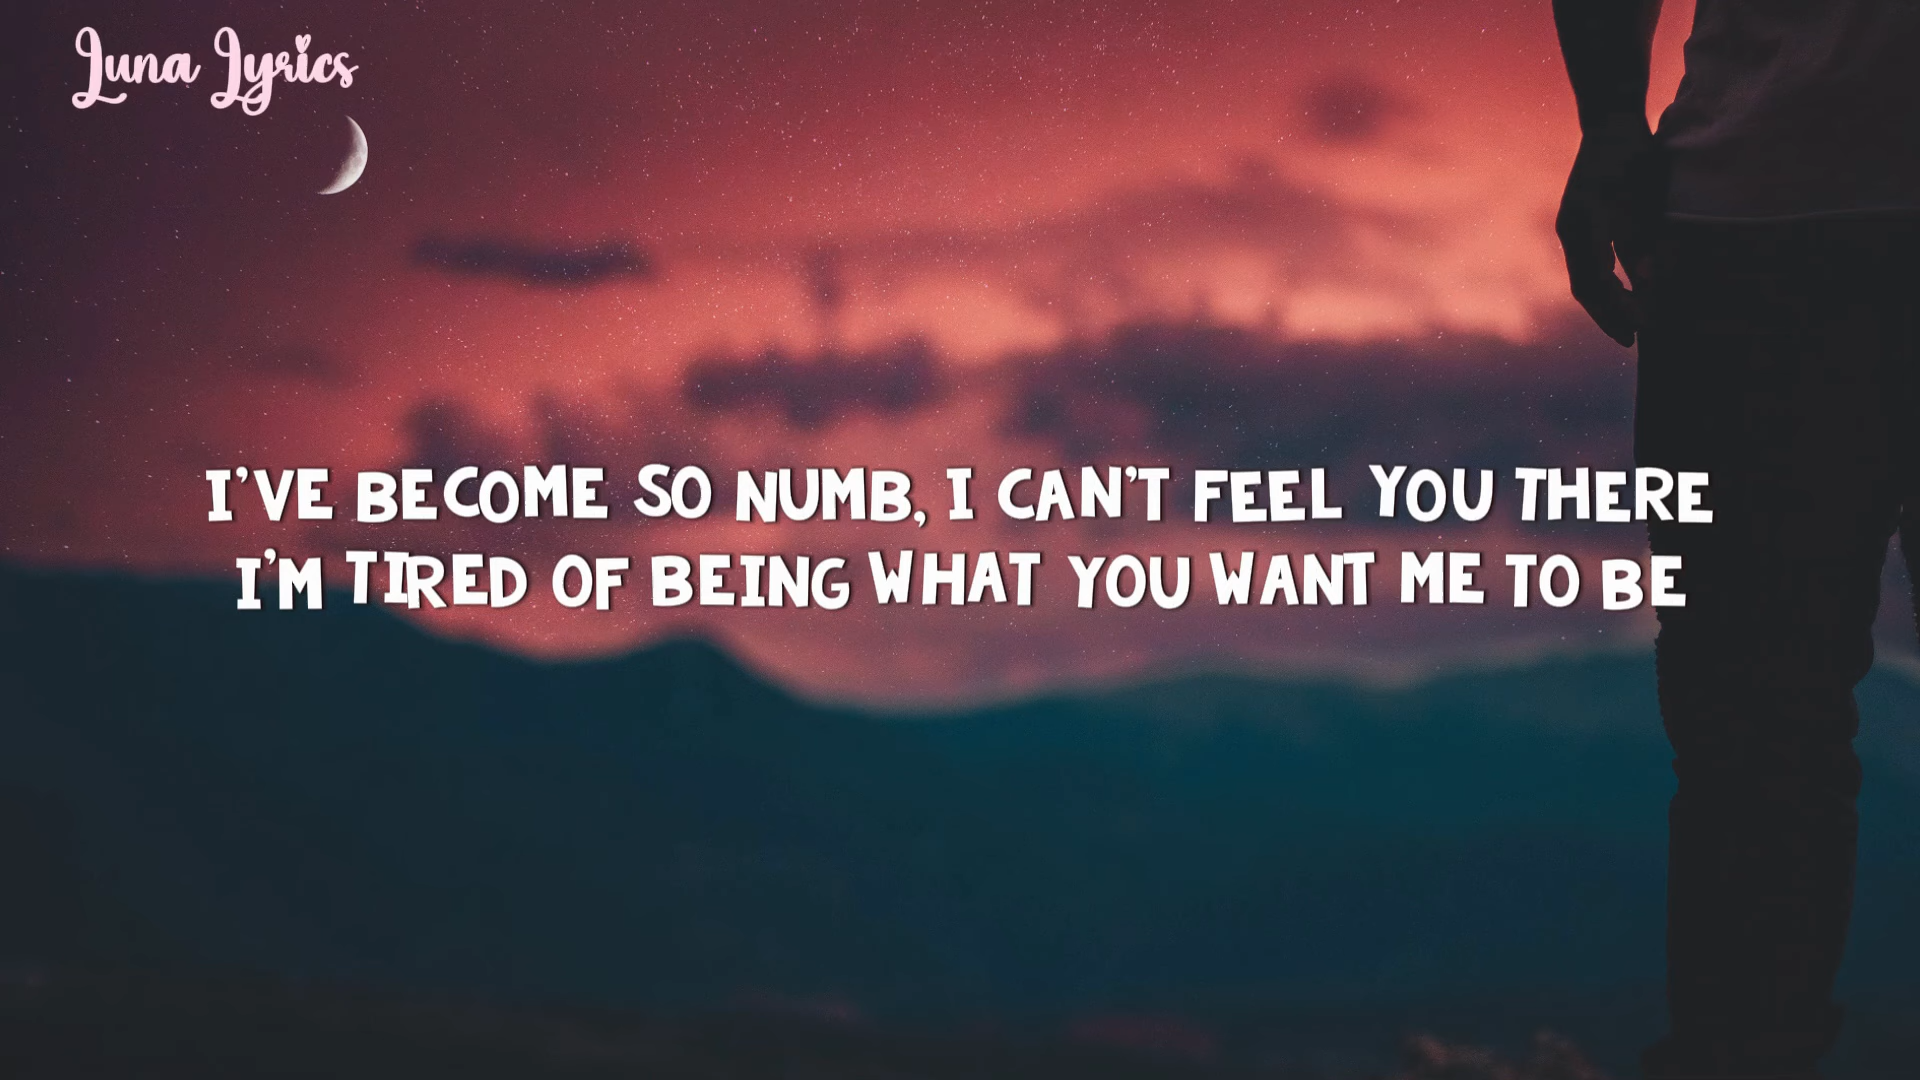 Luna Lyrics
I'VE BECOME SO NUMB, I CAN'T FEEL YOU THERE
I'M TIRED OF BEING WHAT YOU WANT ME TO BE